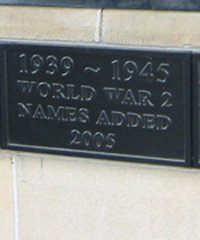 1939 ~ 1945
WORLD WAR 2
NAMES ADDED
2005